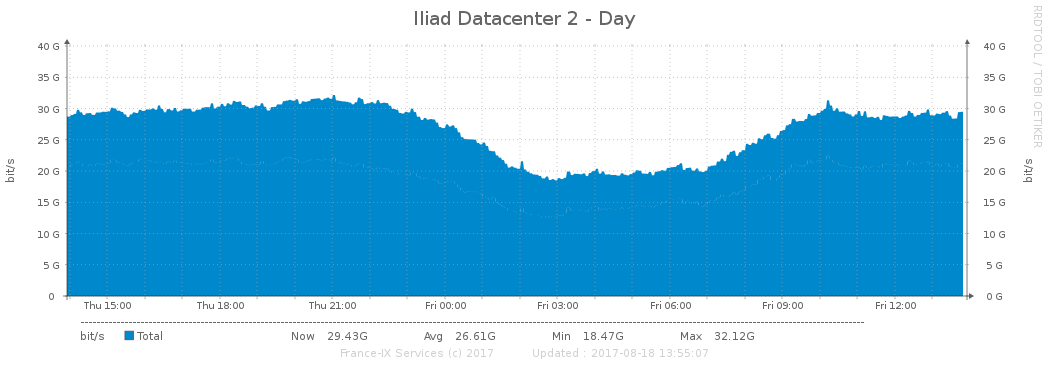 Iliad Datacenter 2 - Day
RRDTOOL / TOBI OETIKER
bit/s
40 G
35 G
30 G
25 G
20 G
15 G
10 G
5 G
0
40 G
35 G
30 G
25 G
20 G
15 G
10 G
5 G
0 G
bit/s
Thu 15:00 Thu 18:00 Thu 21:00 Fri 00:00 Fri 03:00 Fri 06:00 Fri 09:00 Fri 12:00
bit/s Total Now 29.43G Avg 26.61G Min 18.47G Max 32.12G
France-IX Services (c) 2017 Updated : 2017-08-18 13:55:07